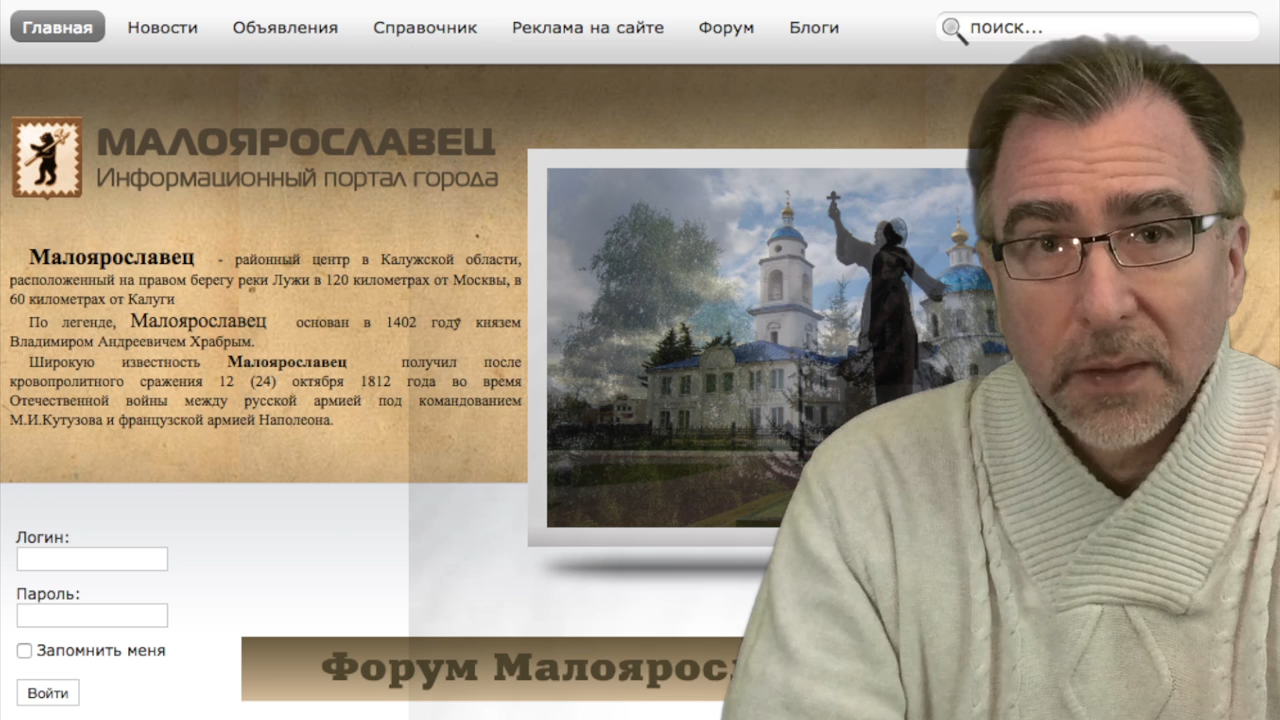 Главная Новости Объявления Справочник Реклама на сайте Форум Блоги поиск...
МАЛОЯРОСЛАВЕЦ
Информационный портал города
Малоярославец - районный центр в Калужской области,
расположенный на правом берегу реки Лужи в 120 километрах от Москвы, в
60 километрах от Калуги
По легенде, Малоярославец основан в 1402 году князем
Владимиром Андреевичем Храбрым.
Широкую известность Малоярославец получил после
кровопролитного сражения 12 (24) октября 1812 года во время
Отечественной войны между русской армией под командованием
М.И.Кутузова и французской армией Наполеона.
Логин:
Пароль:
Запомнить меня
Войти
Форум